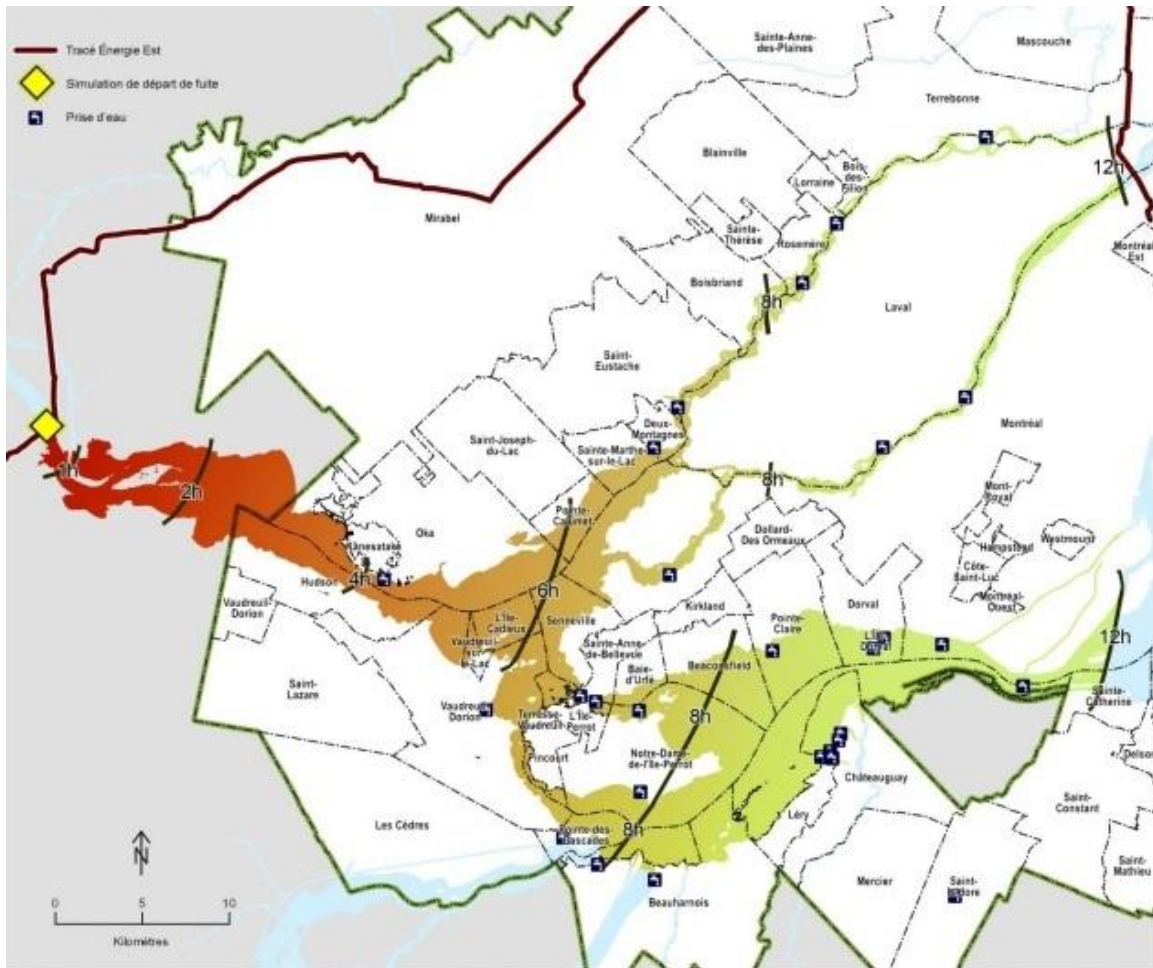 Tracé Énergie Est
Simulation de départ de fuite
Prise d'eau
Sainte-Anne-
des-Plaines
Mascouche
Terrebonne
Blainville
Lorraine
Bois-
des-
Filion
12h
Mirabel
Sainte-
Thérèse
Rosemère
Montréal
Est
Boisbriand
8h
Laval
Saint-
Eustache
Deux-
Montagnes
Montréal
Saint-Joseph-
du-Lac
Sainte-Marthe-
sur-le-Lac
1h
2h
8h
Mont-
Royal
Pointe-
Calumet
Dollard-
Des Ormeaux
Hampstead
Westmount
Oka
Kanesatake
Côte-
Saint-Luc
Montréal-
Ouest
Hudson
4h
6h
Kirkland
Vaudreuil-
Dorion
L'Île-
Cadieux
Senneville
Pointe-
Claire
Dorval
L'Île
Dorval
12h
Vaudreuil-
sur-
le-Lac
Sainte-Anne-
de-Bellevue
Baie-
d'Urfé
Beaconsfield
Saint-
Lazare
Sainte-
Catherine
Vaudreuil-
Dorion
Terrasse-
Vaudreuil
L'Île-
Perrot
8h
Delson
Pincourt
Notre-Dame-
de-l'Île-Perrot
Châteauguay
Saint-
Constant
Les Cèdres
Pointe-des-
Cascades
8h
Léry
N
Saint-
Mathieu
Mercier
Saint-
Isidore
Beauharnois
0 5 10
Kilomètres